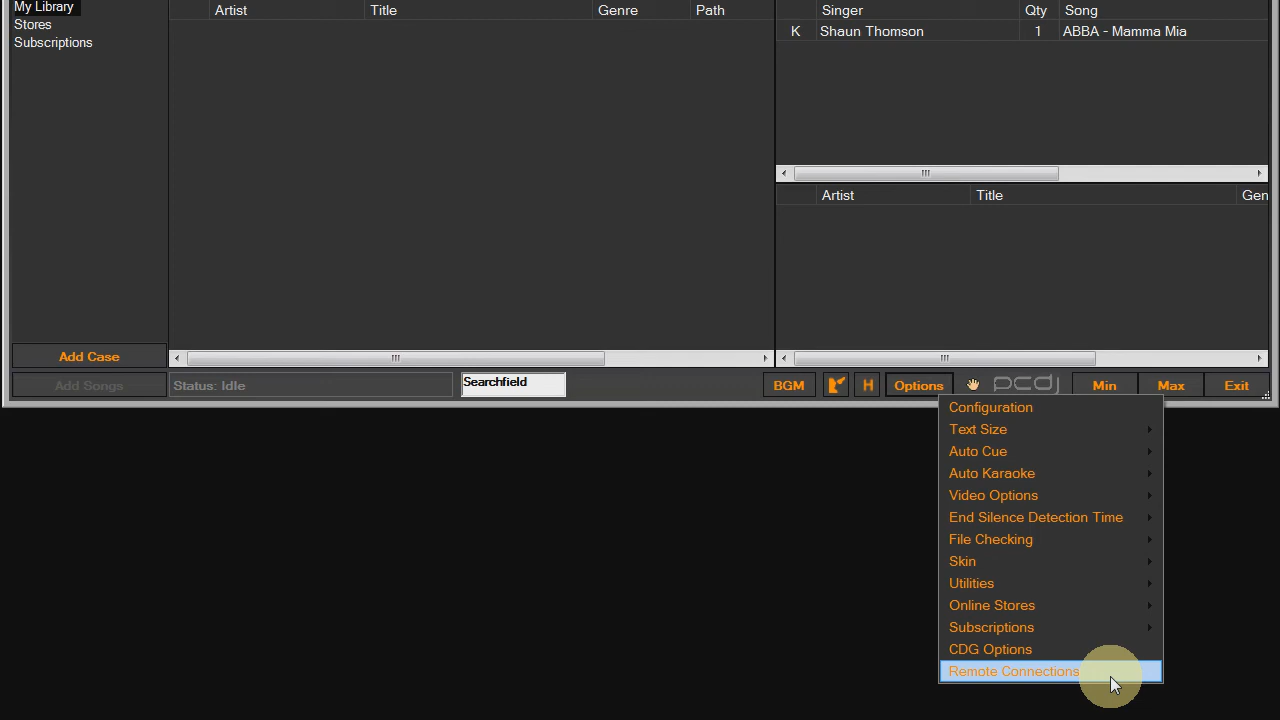 My Library
Stores
Subscriptions
Artist Title Genre Path
Singer Qty Song
K Shaun Thomson 1 ABBA - Mamma Mia
Artist Title Gen
Add Case
Add Songs Status: Idle Searchfield BGM H Options pcdj Min Max Exit
Configuration
Text Size
Auto Cue
Auto Karaoke
Video Options
End Silence Detection Time
File Checking
Skin
Utilities
Online Stores
Subscriptions
CDG Options
Remote Connections